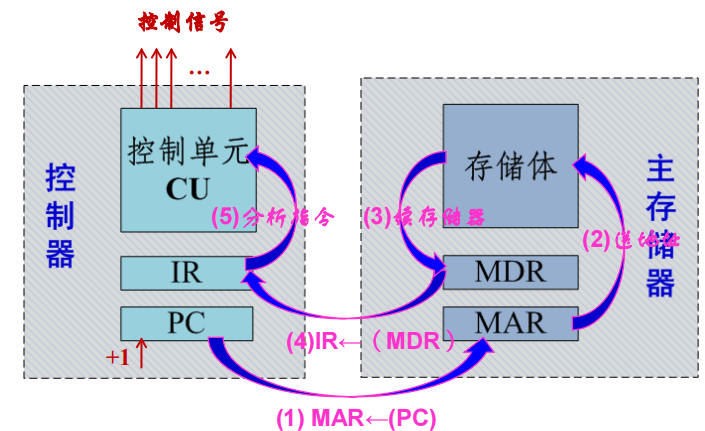 控制信号
...
控制器
控制单元
CU
IR
PC
+1
(5)分析指令
(3)读存储器
存储体
MDR
MAR
主存储器
(2)送地址
(4)IR←（MDR）
(1) MAR←(PC)